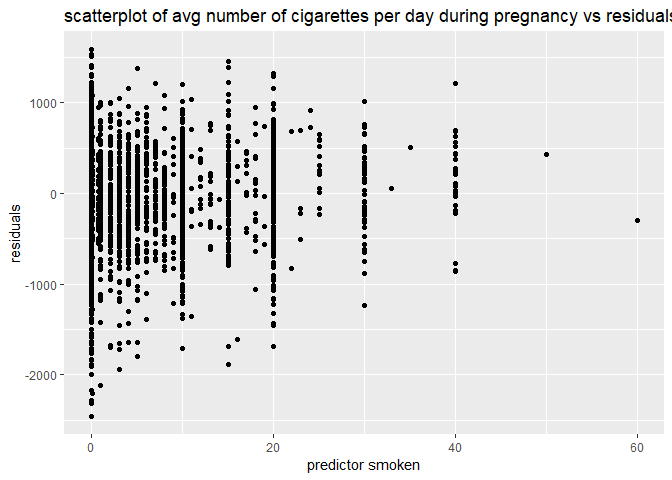 scatterplot of avg number of cigarettes per day during pregnancy vs residuals
1000
0
-1000
-2000
residuals
0
20
40
60
predictor smoken